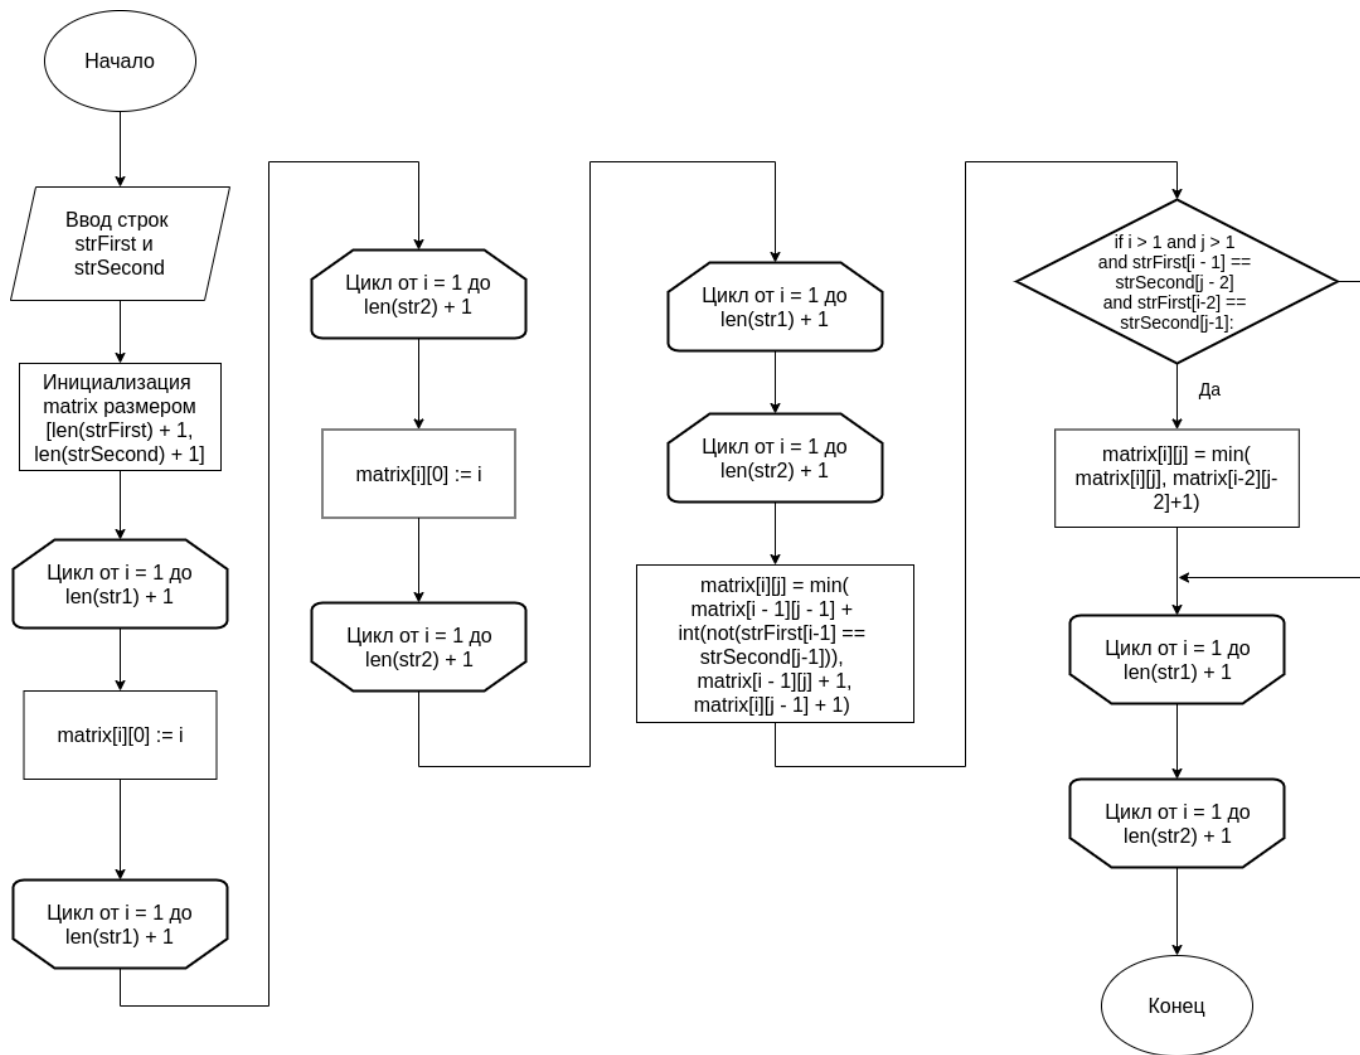 Начало
Ввод строк
strFirst и
strSecond
Инициализация
matrix размером
[len(strFirst) + 1,
len(strSecond) + 1]
Цикл от i = 1 до
len(str1) + 1
matrix[i][0] := i
Цикл от i = 1 до
len(str1) + 1
Цикл от i = 1 до
len(str2) + 1
matrix[i][0] := i
Цикл от i = 1 до
len(str2) + 1
Цикл от i = 1 до
len(str1) + 1
Цикл от i = 1 до
len(str2) + 1
matrix[i][j] = min(
matrix[i - 1][j - 1] +
int(not(strFirst[i-1] ==
strSecond[j-1])),
matrix[i - 1][j] + 1,
matrix[i][j - 1] + 1)
if i > 1 and j > 1
and strFirst[i - 1] ==
strSecond[j - 2]
and strFirst[i-2] ==
strSecond[j-1]:
Да
matrix[i][j] = min(
matrix[i][j], matrix[i-2][j-
2]+1)
Цикл от i = 1 до
len(str1) + 1
Цикл от i = 1 до
len(str2) + 1
Конец